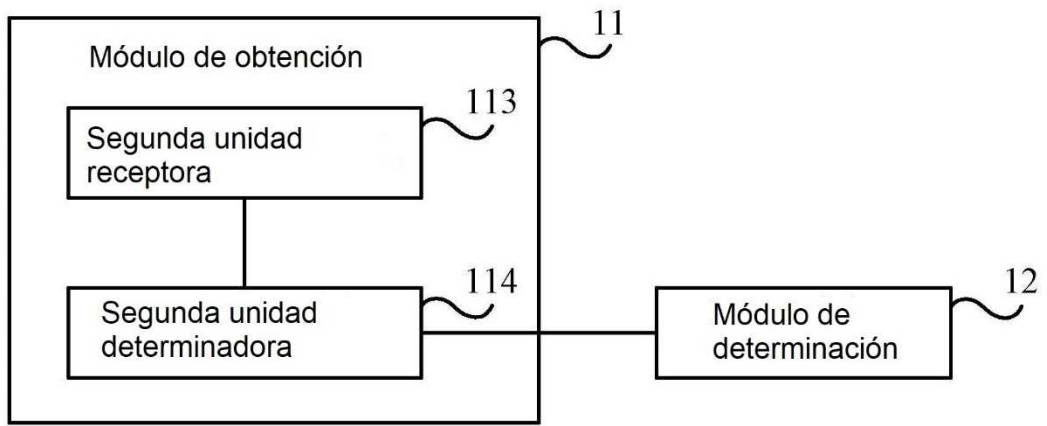 11
Módulo de obtención
113
Segunda unidad
receptora
114
Segunda unidad
determinadora
12
Módulo de
determinación